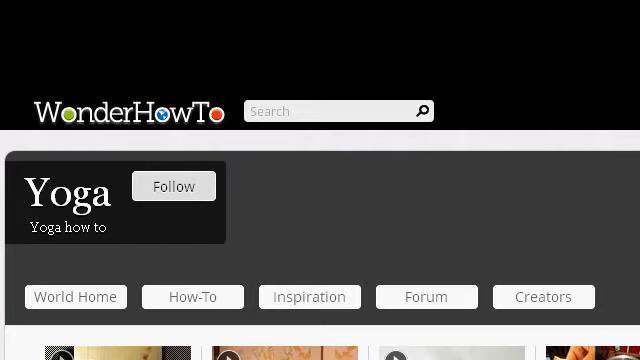 WonderHowTo
Search
Yoga
Follow
Yoga how to
World Home
How-To
Inspiration
Forum
Creators